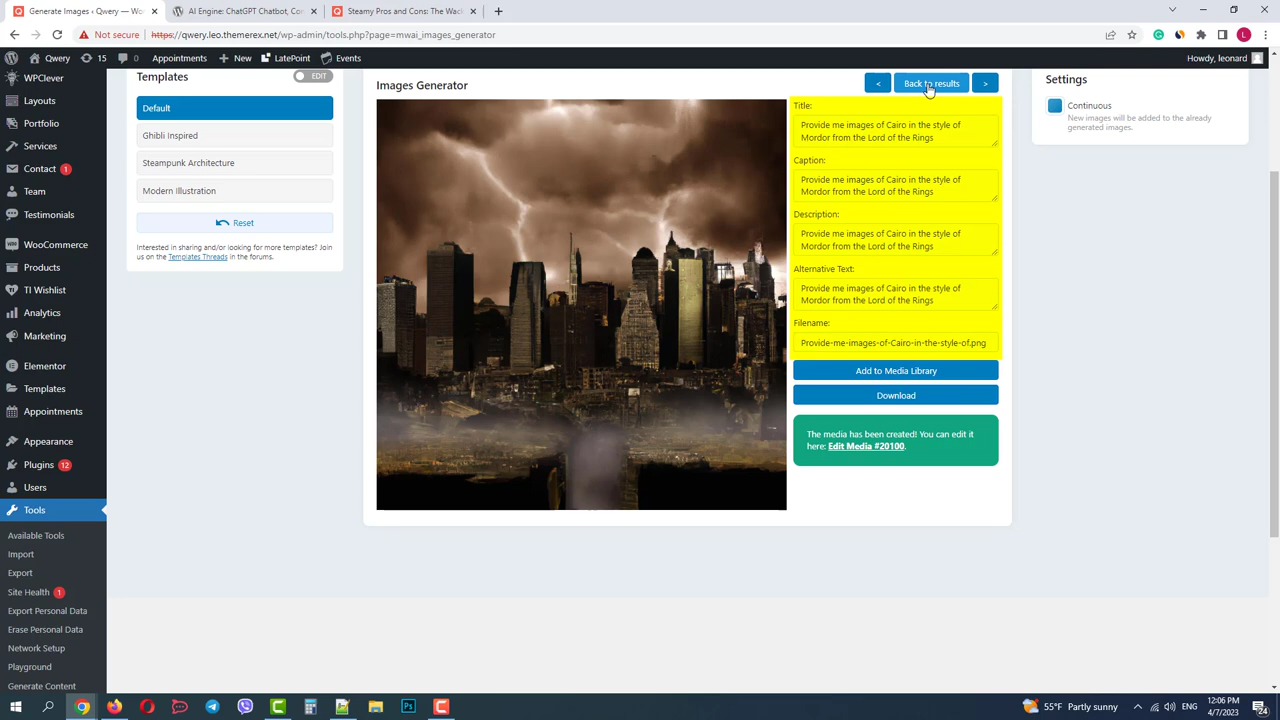 Generate Images ‹ Qwery — Wo
AI Engine: ChatGPT Chatbot, Con
Steamy Pros and Cons: The Wack
Not secure
https://qwery.leo.themerex.net/wp-admin/tools.php?page=mwai_images_generator
L
Qwery
15
0
Appointments
New
LatePoint
Events
Howdy, leonard
WPClever
Layouts
Portfolio
Services
Contact 1
Team
Testimonials
WooCommerce
Products
TI Wishlist
Analytics
Marketing
Elementor
Templates
Appointments
Appearance
Plugins 12
Users
Tools
Available Tools
Import
Export
Site Health 1
Export Personal Data
Erase Personal Data
Network Setup
Playground
Generate Content
Templates
EDIT
Default
Ghibli Inspired
Steampunk Architecture
Modern Illustration
Reset
Interested in sharing and/or looking for more templates? Join
us on the Templates Threads in the forums.
Images Generator
<
Back to results
>
Title:
Provide me images of Cairo in the style of
Mordor from the Lord of the Rings
Caption:
Provide me images of Cairo in the style of
Mordor from the Lord of the Rings
Description:
Provide me images of Cairo in the style of
Mordor from the Lord of the Rings
Alternative Text:
Provide me images of Cairo in the style of
Mordor from the Lord of the Rings
Filename:
Provide-me-images-of-Cairo-in-the-style-of.png
Add to Media Library
Download
The media has been created! You can edit it
here: Edit Media #20100.
Settings
Continuous
New images will be added to the already
generated images.
55°F Partly sunny
ENG
12:06 PM
4/7/2023
24